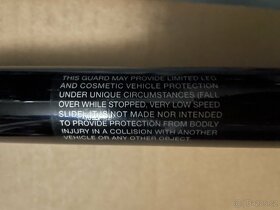 THIS GUARD MAY PROVIDE LIMITED LEG
AND COSMETIC VEHICLE PROTECTION
UNDER UNIQUE CIRCUMSTANCES (FALL
OVER WHILE STOPPED, VERY LOW SPEED
SLIDE). IT IS NOT MADE NOR INTENDED
TO PROVIDE PROTECTION FROM BODILY
INJURY IN A COLLISION WITH ANOTHER
VEHICLE OR ANY OTHER OBJECT.